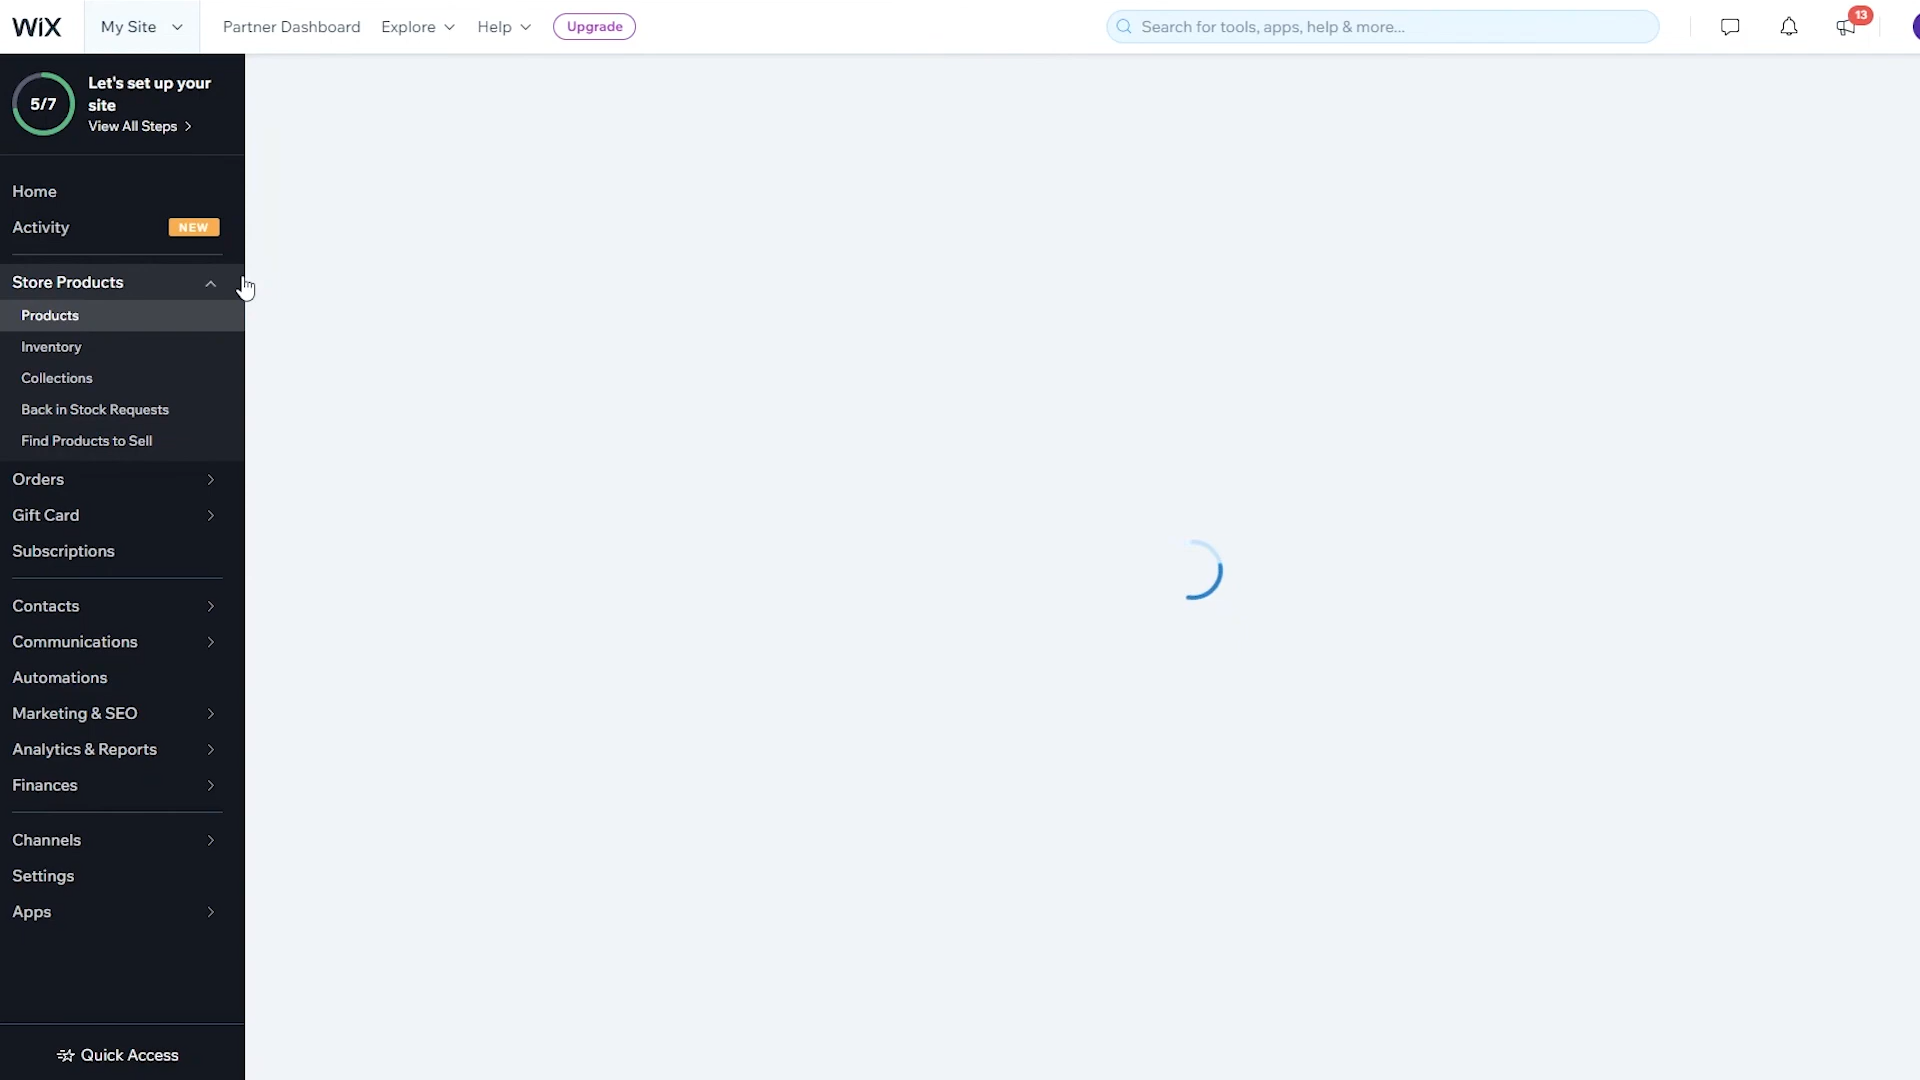 WiX My Site Partner Dashboard Explore Help Upgrade Search for tools, apps, help & more... 13
5/7
Let's set up your
site
View All Steps
Home
Activity NEW
Store Products
Products
Inventory
Collections
Back in Stock Requests
Find Products to Sell
Orders
Gift Card
Subscriptions
Contacts
Communications
Automations
Marketing & SEO
Analytics & Reports
Finances
Channels
Settings
Apps
Quick Access